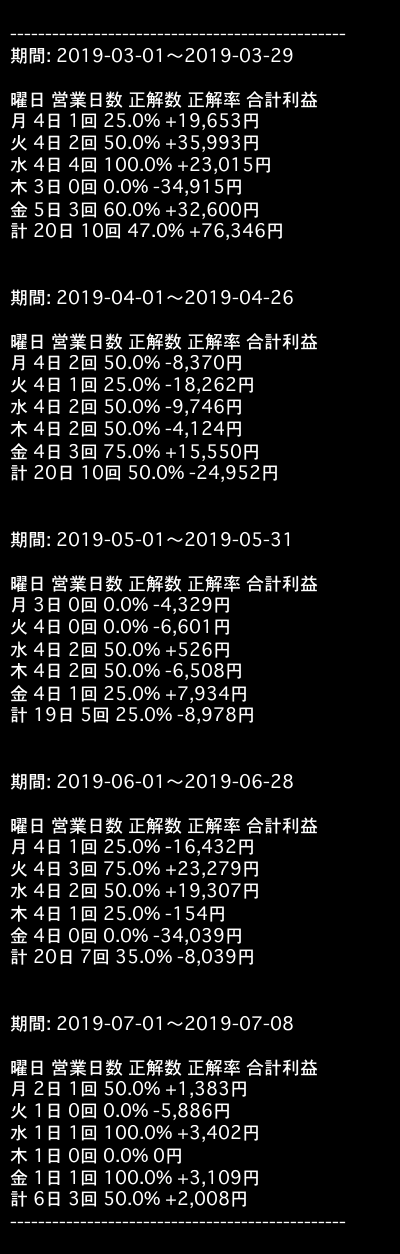 ------------------------------------------------
期間: 2019-03-01〜2019-03-29
曜日 営業日数 正解数 正解率 合計利益
月 4日 1回 25.0% +19,653円
火 4日 2回 50.0% +35,993円
水 4日 4回 100.0% +23,015円
木 3日 0回 0.0% -34,915円
金 5日 3回 60.0% +32,600円
計 20日 10回 47.0% +76,346円
期間: 2019-04-01〜2019-04-26
曜日 営業日数 正解数 正解率 合計利益
月 4日 2回 50.0% -8,370円
火 4日 1回 25.0% -18,262円
水 4日 2回 50.0% -9,746円
木 4日 2回 50.0% -4,124円
金 4日 3回 75.0% +15,550円
計 20日 10回 50.0% -24,952円
期間: 2019-05-01〜2019-05-31
曜日 営業日数 正解数 正解率 合計利益
月 3日 0回 0.0% -4,329円
火 4日 0回 0.0% -6,601円
水 4日 2回 50.0% +526円
木 4日 2回 50.0% -6,508円
金 4日 1回 25.0% +7,934円
計 19日 5回 25.0% -8,978円
期間: 2019-06-01〜2019-06-28
曜日 営業日数 正解数 正解率 合計利益
月 4日 1回 25.0% -16,432円
火 4日 3回 75.0% +23,279円
水 4日 2回 50.0% +19,307円
木 4日 1回 25.0% -154円
金 4日 0回 0.0% -34,039円
計 20日 7回 35.0% -8,039円
期間: 2019-07-01〜2019-07-08
曜日 営業日数 正解数 正解率 合計利益
月 2日 1回 50.0% +1,383円
火 1日 0回 0.0% -5,886円
水 1日 1回 100.0% +3,402円
木 1日 0回 0.0% 0円
金 1日 1回 100.0% +3,109円
計 6日 3回 50.0% +2,008円
------------------------------------------------